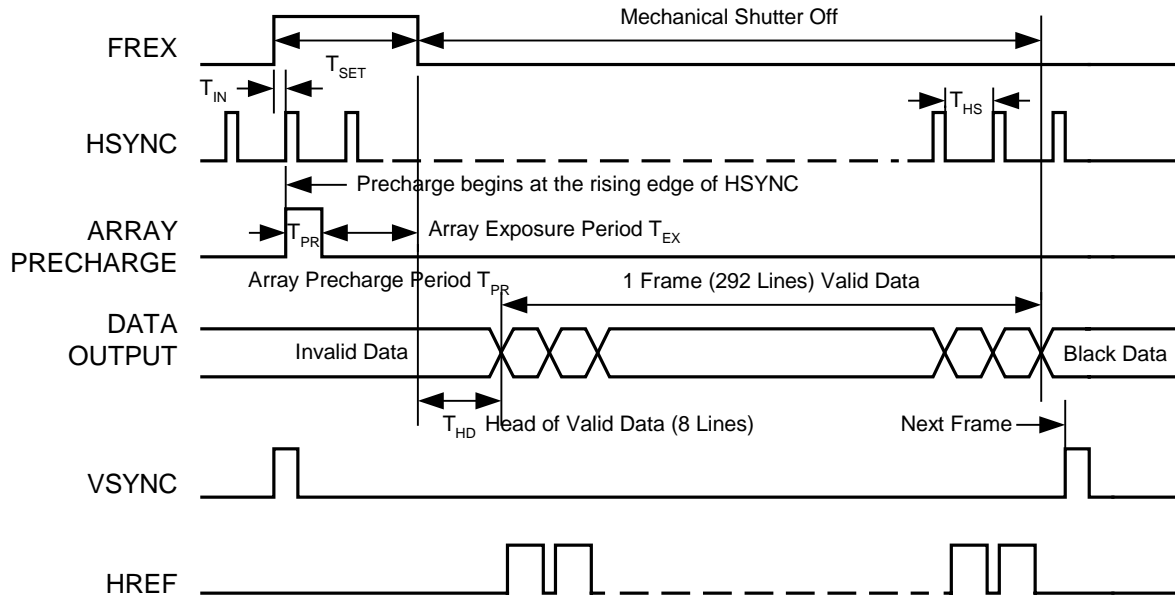 Mechanical Shutter Off
FREX
T_SET
T_IN
T_HS
HSYNC
Precharge begins at the rising edge of HSYNC
ARRAY
PRECHARGE
T_PR
Array Exposure Period T_EX
Array Precharge Period T_PR
1 Frame (292 Lines) Valid Data
DATA
OUTPUT
Invalid Data
Black Data
T_HD Head of Valid Data (8 Lines)
Next Frame
VSYNC
HREF